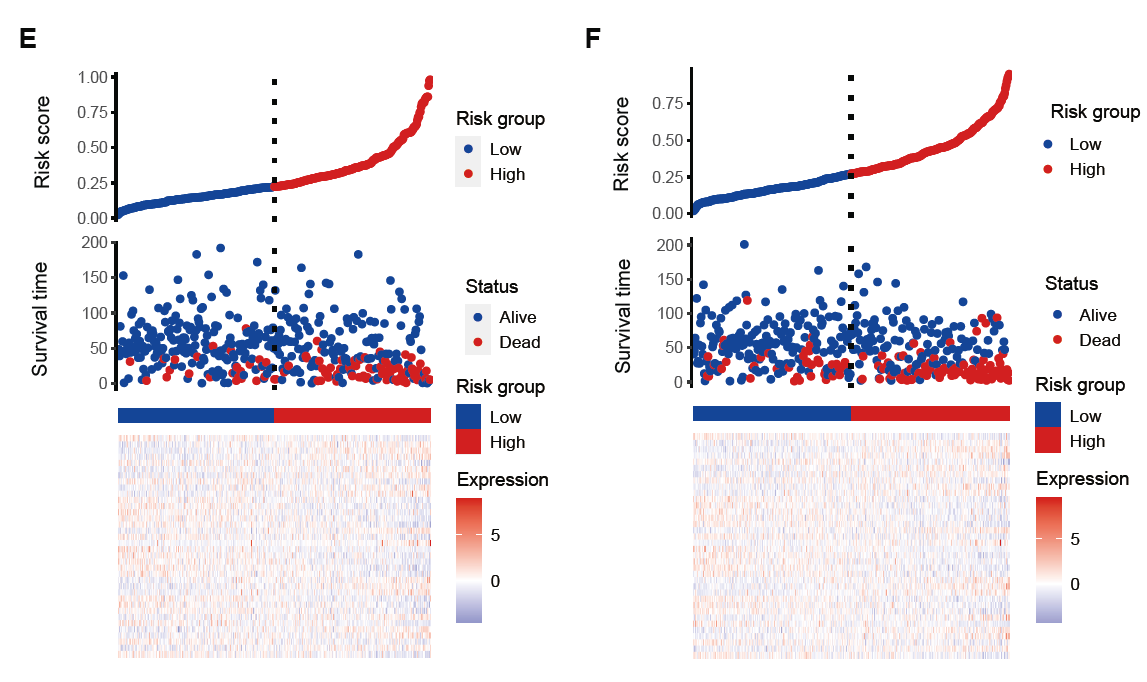 E
Risk score
1.00
0.75
0.50
0.25
0.00
Risk group
Low
High
Survival time
200
150
100
50
0
Status
Alive
Dead
Risk group
Low
High
Expression
5
0
F
Risk score
0.75
0.50
0.25
0.00
Risk group
Low
High
Survival time
200
150
100
50
0
Status
Alive
Dead
Risk group
Low
High
Expression
5
0